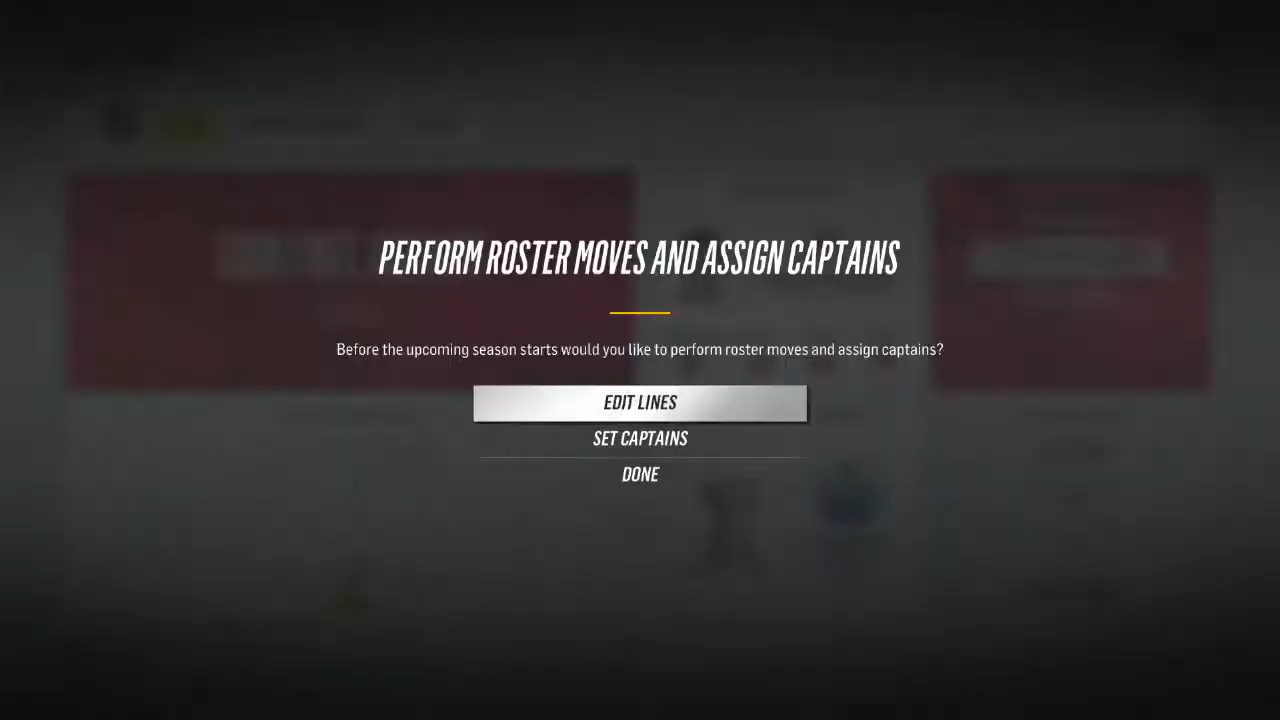 PERFORM ROSTER MOVES AND ASSIGN CAPTAINS
Before the upcoming season starts would you like to perform roster moves and assign captains?
EDIT LINES
SET CAPTAINS
DONE